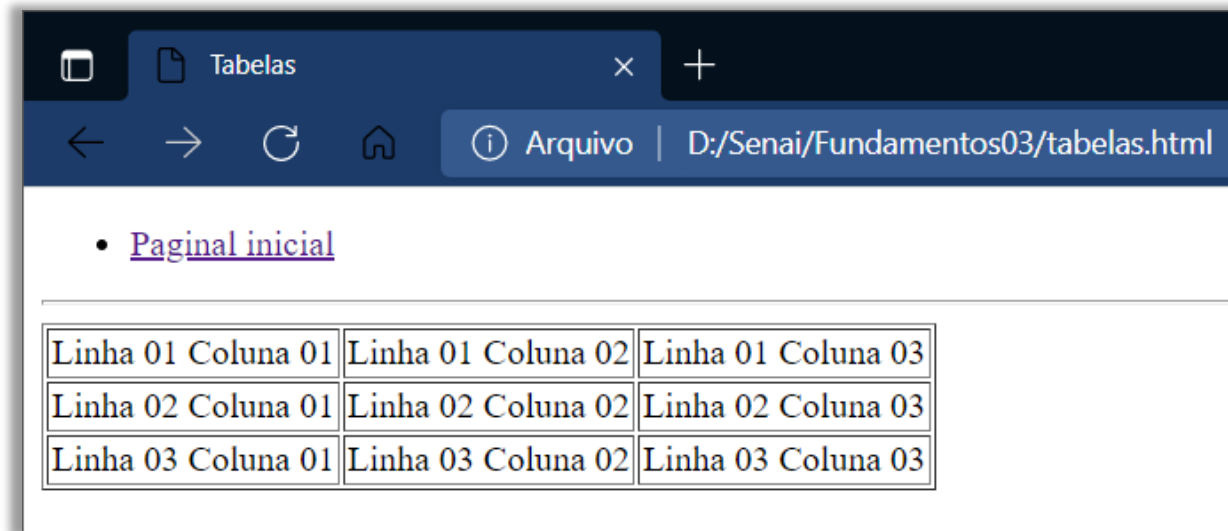 Tabelas
Arquivo | D:/Senai/Fundamentos03/tabelas.html
• Paginal inicial
Linha 01 Coluna 01 Linha 01 Coluna 02 Linha 01 Coluna 03
Linha 02 Coluna 01 Linha 02 Coluna 02 Linha 02 Coluna 03
Linha 03 Coluna 01 Linha 03 Coluna 02 Linha 03 Coluna 03